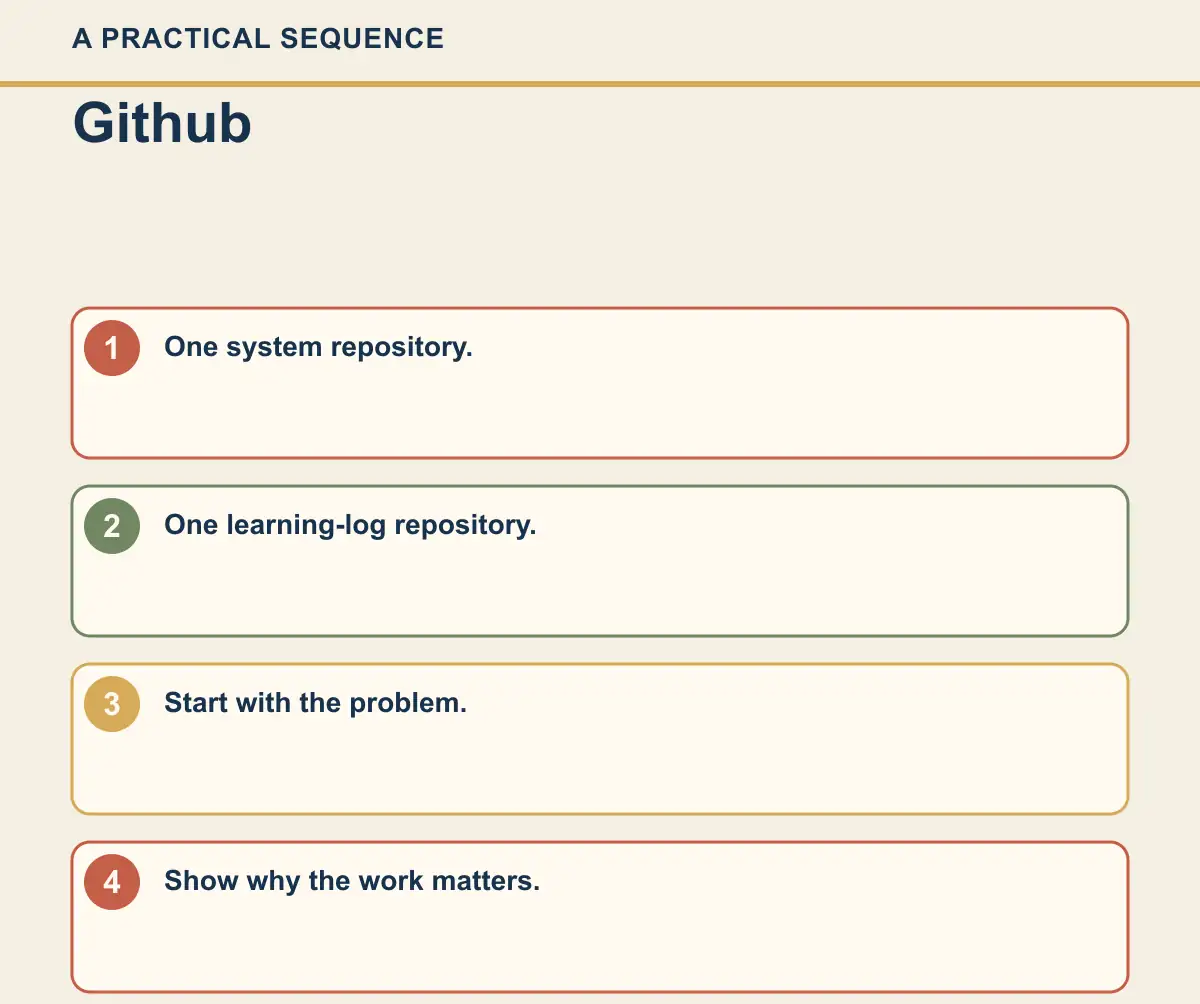 A PRACTICAL SEQUENCE
Github
1 One system repository.
2 One learning-log repository.
3 Start with the problem.
4 Show why the work matters.